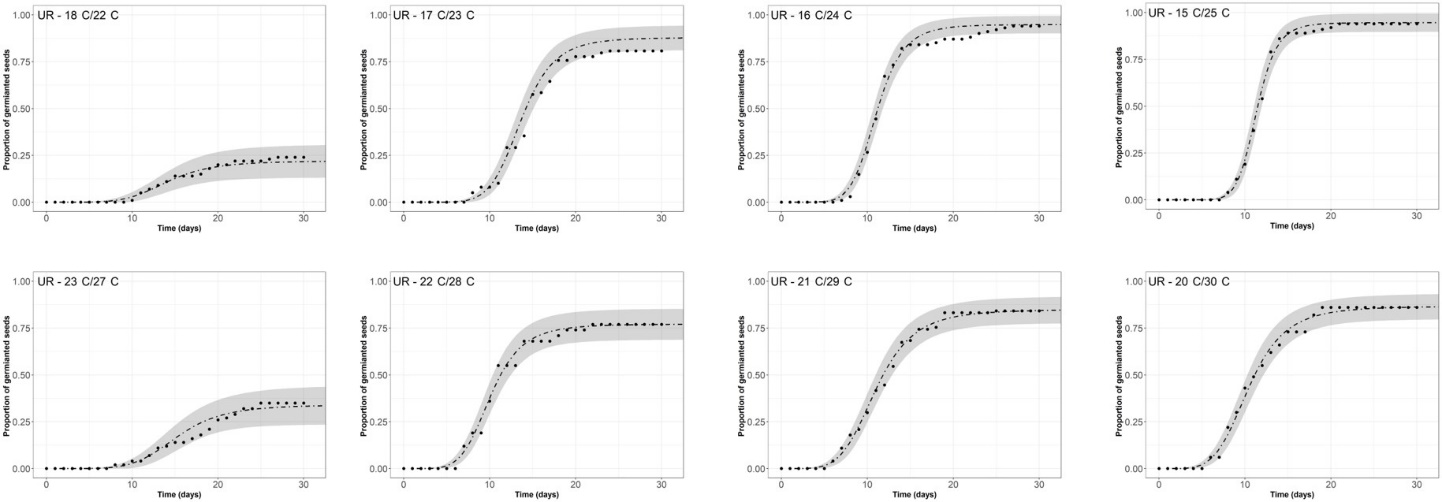 UR - 18 C/22 C
1.00
0.75
0.50
0.25
0.00
0 10 20 30
Time (days)
Proportion of germianted seeds
UR - 17 C/23 C
1.00
0.75
0.50
0.25
0.00
0 10 20 30
Time (days)
Proportion of germianted seeds
UR - 16 C/24 C
1.00
0.75
0.50
0.25
0.00
0 10 20 30
Time (days)
Proportion of germianted seeds
UR - 15 C/25 C
1.00
0.75
0.50
0.25
0.00
0 10 20 30
Time (days)
Proportion of germianted seeds
UR - 23 C/27 C
1.00
0.75
0.50
0.25
0.00
0 10 20 30
Time (days)
Proportion of germianted seeds
UR - 22 C/28 C
1.00
0.75
0.50
0.25
0.00
0 10 20 30
Time (days)
Proportion of germianted seeds
UR - 21 C/29 C
1.00
0.75
0.50
0.25
0.00
0 10 20 30
Time (days)
Proportion of germianted seeds
UR - 20 C/30 C
1.00
0.75
0.50
0.25
0.00
0 10 20 30
Time (days)
Proportion of germianted seeds